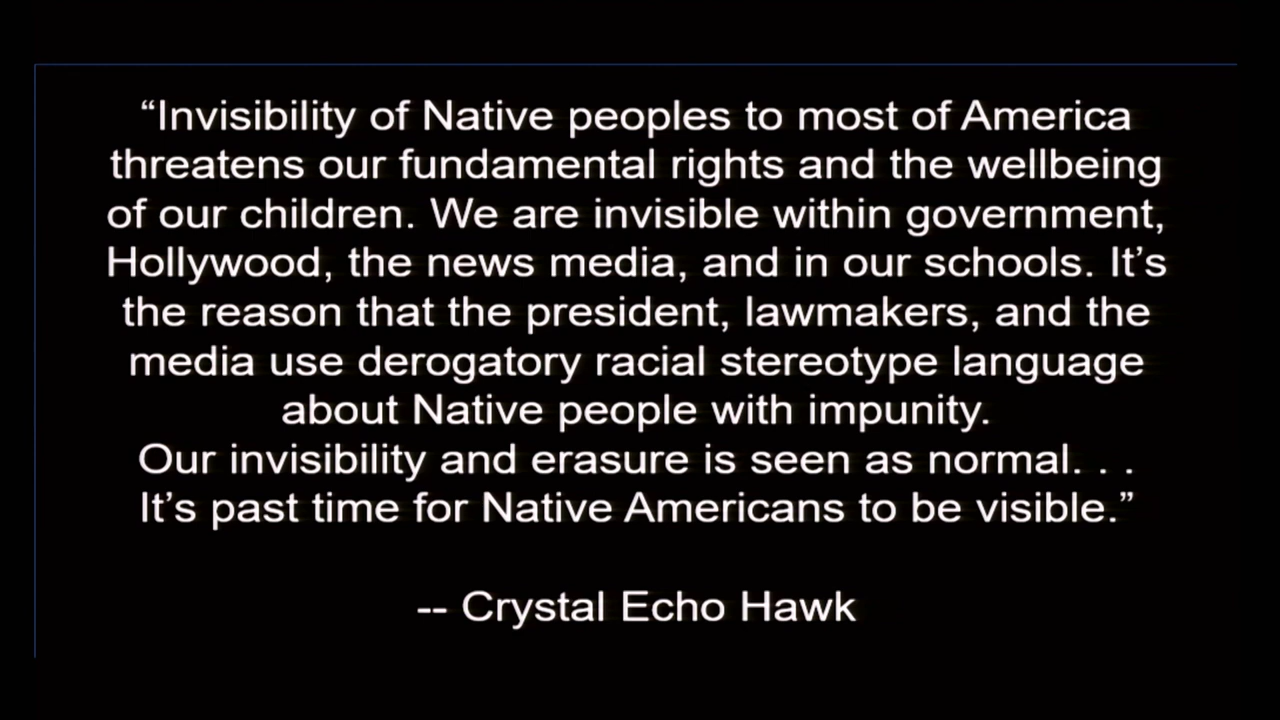 “Invisibility of Native peoples to most of America
threatens our fundamental rights and the wellbeing
of our children. We are invisible within government,
Hollywood, the news media, and in our schools. It’s
the reason that the president, lawmakers, and the
media use derogatory racial stereotype language
about Native people with impunity.
Our invisibility and erasure is seen as normal. . .
It’s past time for Native Americans to be visible.”
-- Crystal Echo Hawk